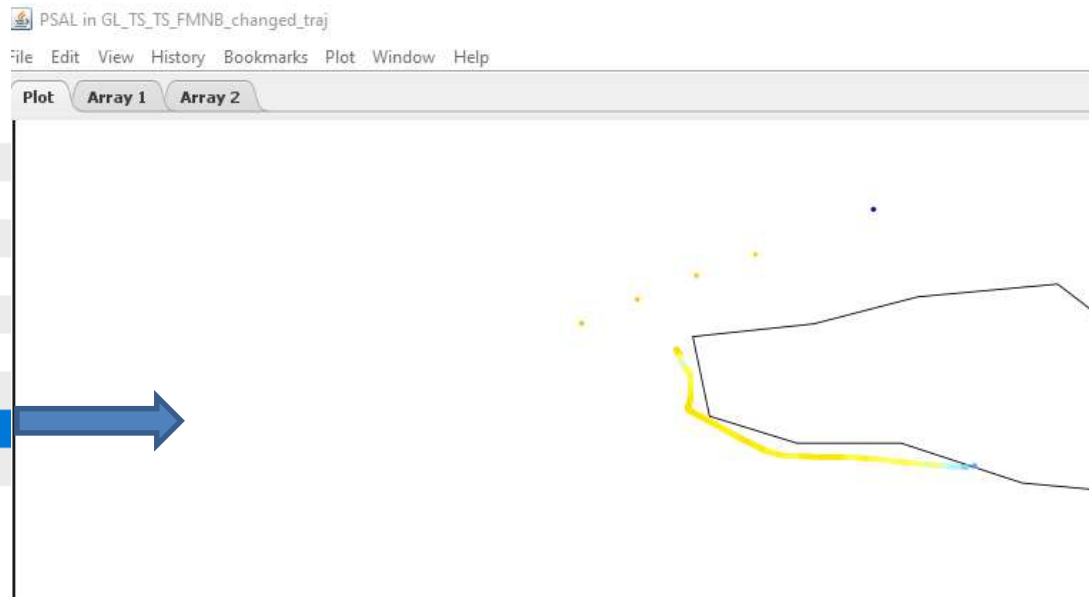 PSAL in GL_TS_TS_FMNB_changed_traj
File Edit View History Bookmarks Plot Window Help
Plot Array 1 Array 2